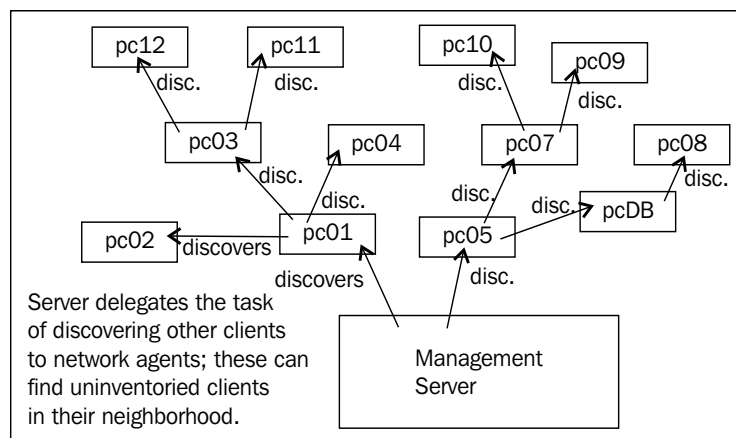 pc12
pc11
pc10
pc09
disc.
disc.
disc.
disc.
pc03
pc04
pc07
pc08
disc.
disc.
disc.
disc.
disc.
pc02
discovers
pc01
pc05
pcDB
discovers
disc.
Server delegates the task
of discovering other clients
to network agents; these can
find uninventoried clients
in their neighborhood.
Management
Server